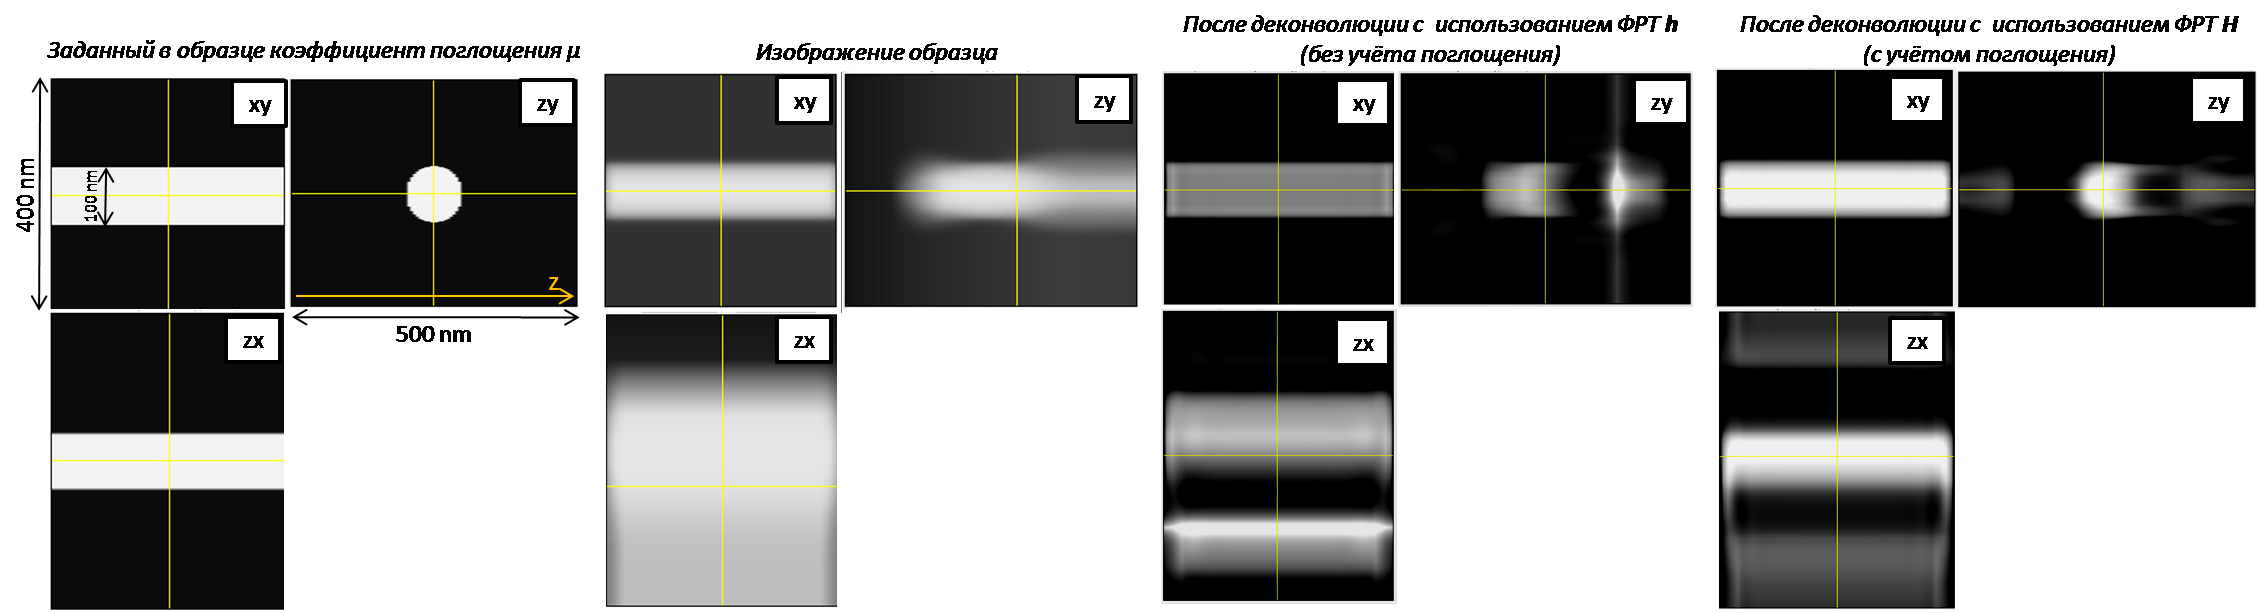 Заданный в образце коэффициент поглощения μ
Изображение образца
После деконволюции с использованием ФРТ h
(без учёта поглощения)
После деконволюции с использованием ФРТ H
(с учётом поглощения)
xy
zy
xy
zy
xy
zy
xy
zy
400 nm
100 nm
z
500 nm
zx
zx
zx
zx